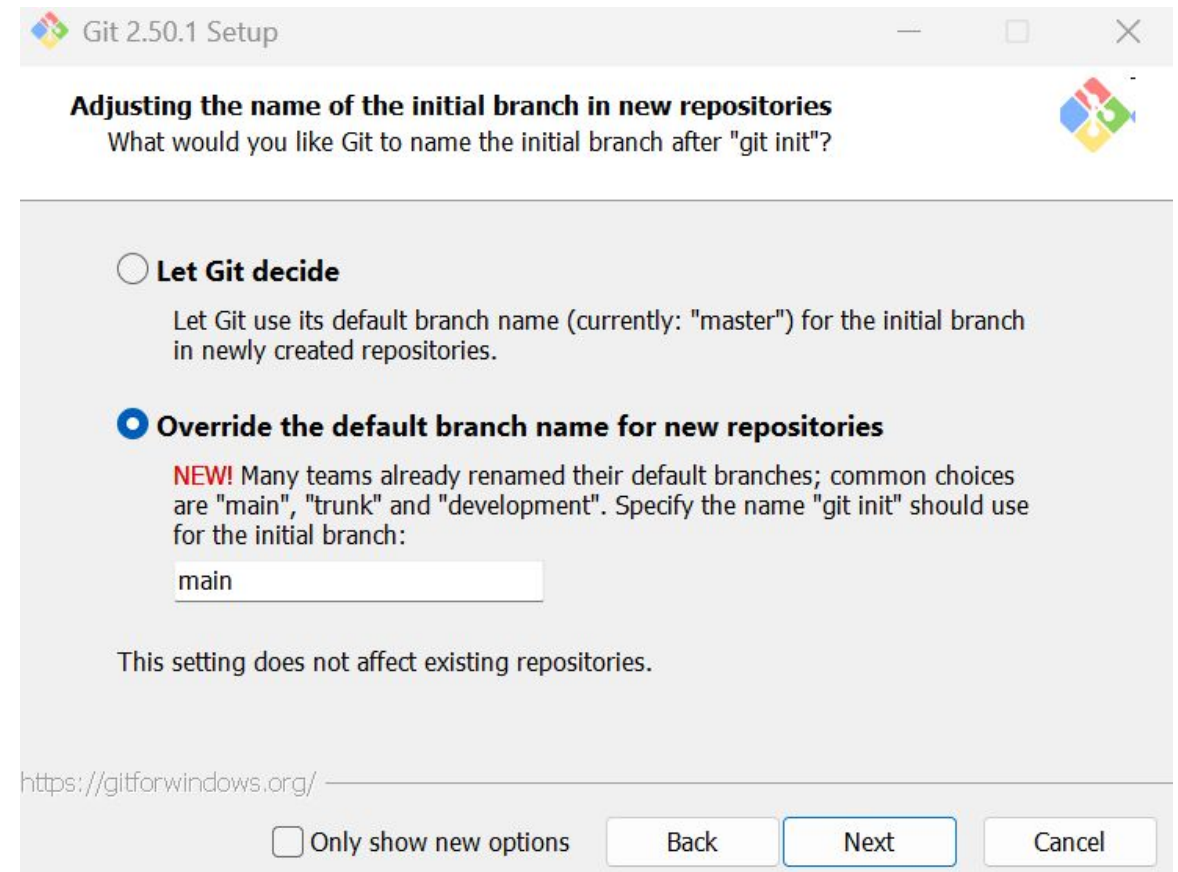 Git 2.50.1 Setup
Adjusting the name of the initial branch in new repositories
What would you like Git to name the initial branch after "git init"?
Let Git decide
Let Git use its default branch name (currently: "master") for the initial branch
in newly created repositories.
Override the default branch name for new repositories
NEW! Many teams already renamed their default branches; common choices
are "main", "trunk" and "development". Specify the name "git init" should use
for the initial branch:
main
This setting does not affect existing repositories.
https://gitforwindows.org/
Only show new options
Back
Next
Cancel